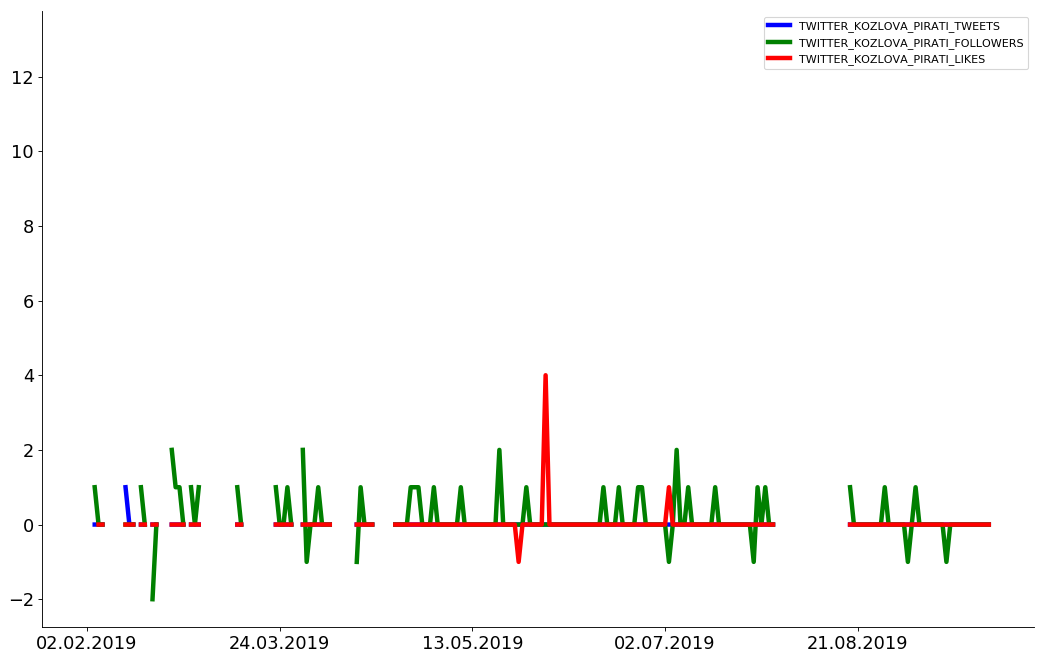 TWITTER_KOZLOVA_PIRATI_TWEETS
TWITTER_KOZLOVA_PIRATI_FOLLOWERS
TWITTER_KOZLOVA_PIRATI_LIKES
12
10
8
6
4
2
0
−2
02.02.2019 24.03.2019 13.05.2019 02.07.2019 21.08.2019